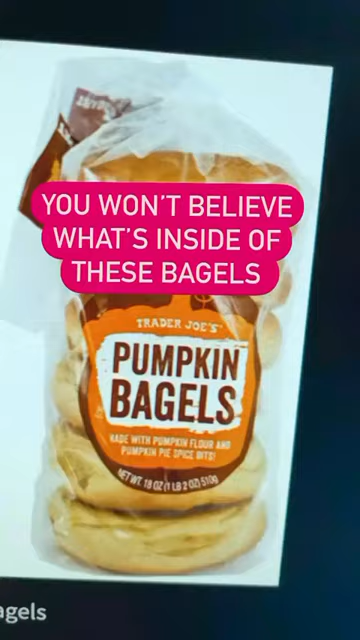 YOU WON'T BELIEVE
WHAT'S INSIDE OF
THESE BAGELS
TRADER JOE'S
PUMPKIN
BAGELS
MADE WITH PUMPKIN FLOUR AND
PUMPKIN PIE SPICE BITS!
NET WT. 18 OZ (1 LB 2 OZ) 510g
agels